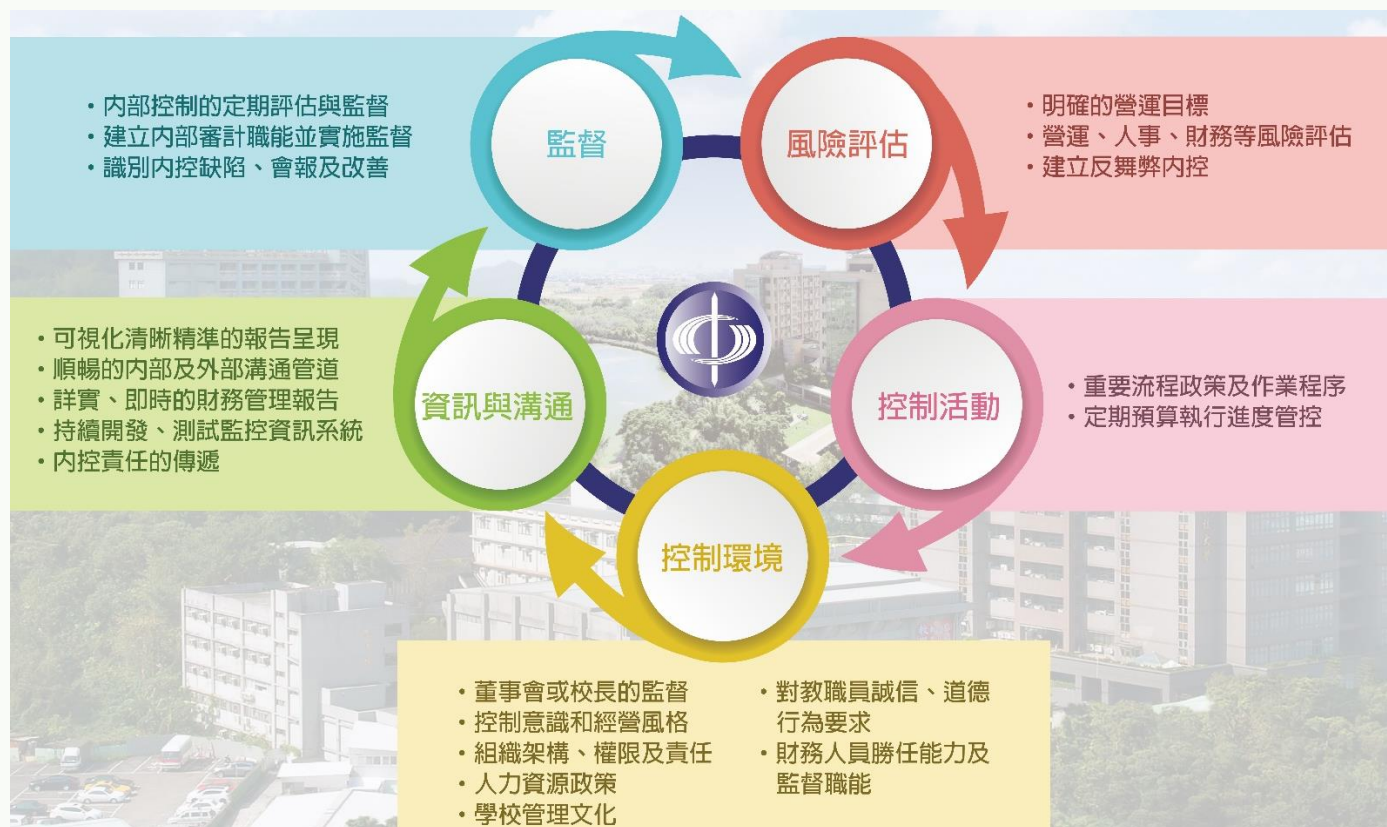 監督
・內部控制的定期評估與監督
・建立內部審計職能並實施監督
・識別內控缺陷、會報及改善
風險評估
・明確的營運目標
・營運、人事、財務等風險評估
・建立反舞弊內控
資訊與溝通
・可視化清晰精準的報告呈現
・順暢的內部及外部溝通管道
・詳實、即時的財務管理報告
・持續開發、測試監控資訊系統
・內控責任的傳遞
控制活動
・重要流程政策及作業程序
・定期預算執行進度管控
控制環境
・董事會或校長的監督
・控制意識和經營風格
・組織架構、權限及責任
・人力資源政策
・學校管理文化
・對教職員誠信、道德
行為要求
・財務人員勝任能力及
監督職能